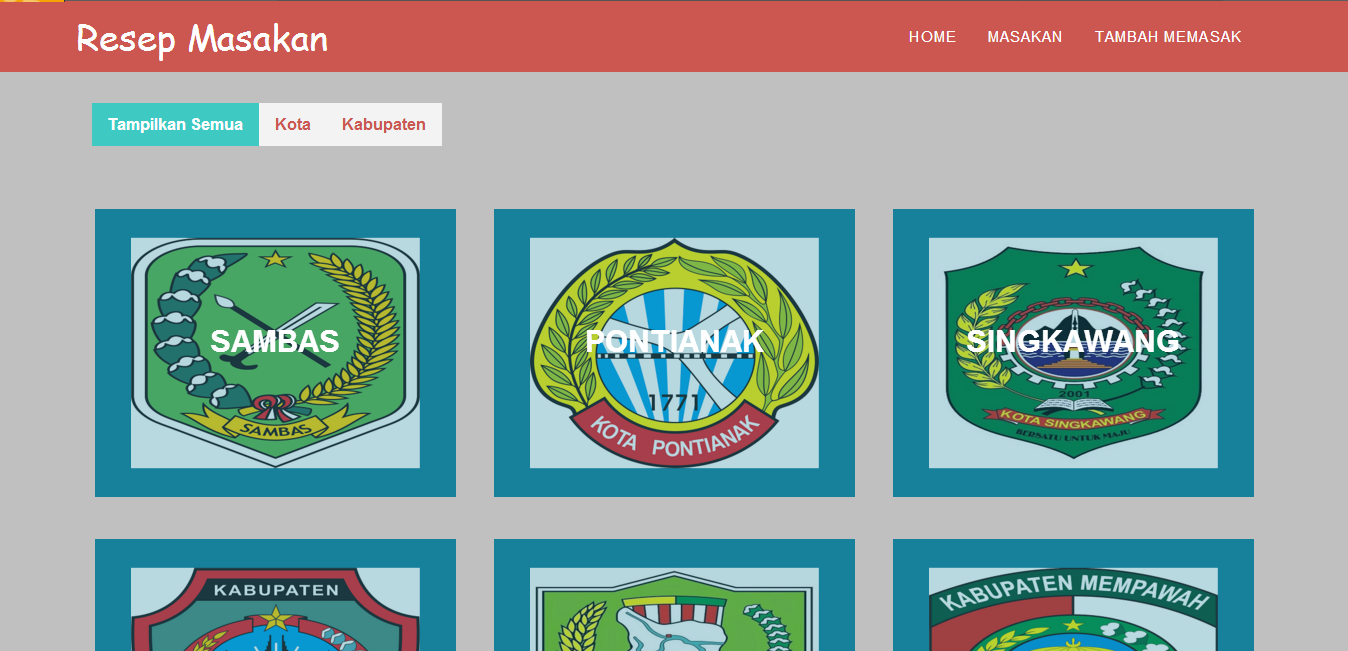 Resep Masakan
HOME MASAKAN TAMBAH MEMASAK
Tampilkan Semua Kota Kabupaten
SAMBAS
SAMBAS
PONTIANAK
1771
KOTA PONTIANAK
SINGKAWANG
2001
KOTA SINGKAWANG
BERSATU UNTUK MAJU
KABUPATEN
KABUPATEN MEMPAWAH